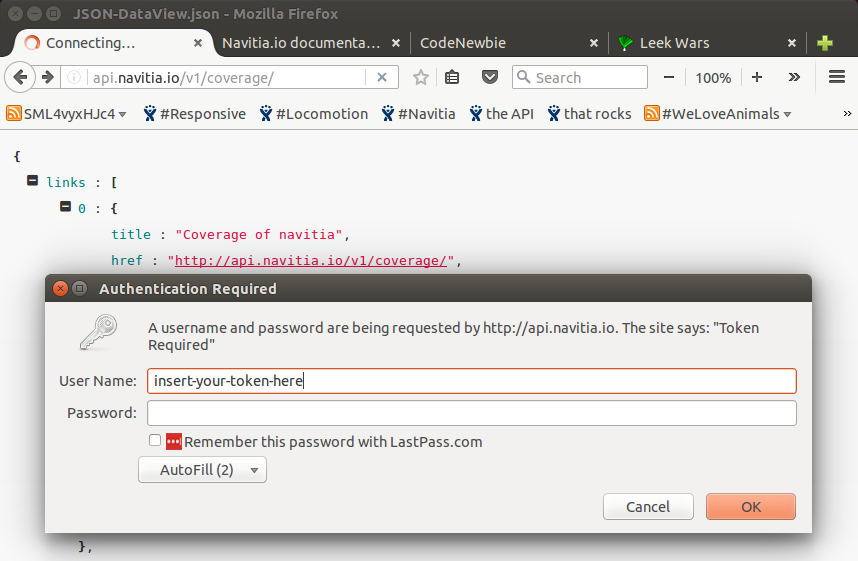 JSON-DataView.json - Mozilla Firefox
Connecting…
Navitia.io documenta…
CodeNewbie
Leek Wars
api.navitia.io/v1/coverage/
Search
100%
SML4vyxHJc4
#Responsive
#Locomotion
#Navitia
the API
that rocks
#WeLoveAnimals
{
links : [
0 : {
title : "Coverage of navitia",
href : "http://api.navitia.io/v1/coverage/",
Authentication Required
A username and password are being requested by http://api.navitia.io. The site says: "Token
Required"
User Name: insert-your-token-here
Password:
Remember this password with LastPass.com
AutoFill (2)
Cancel
OK
},